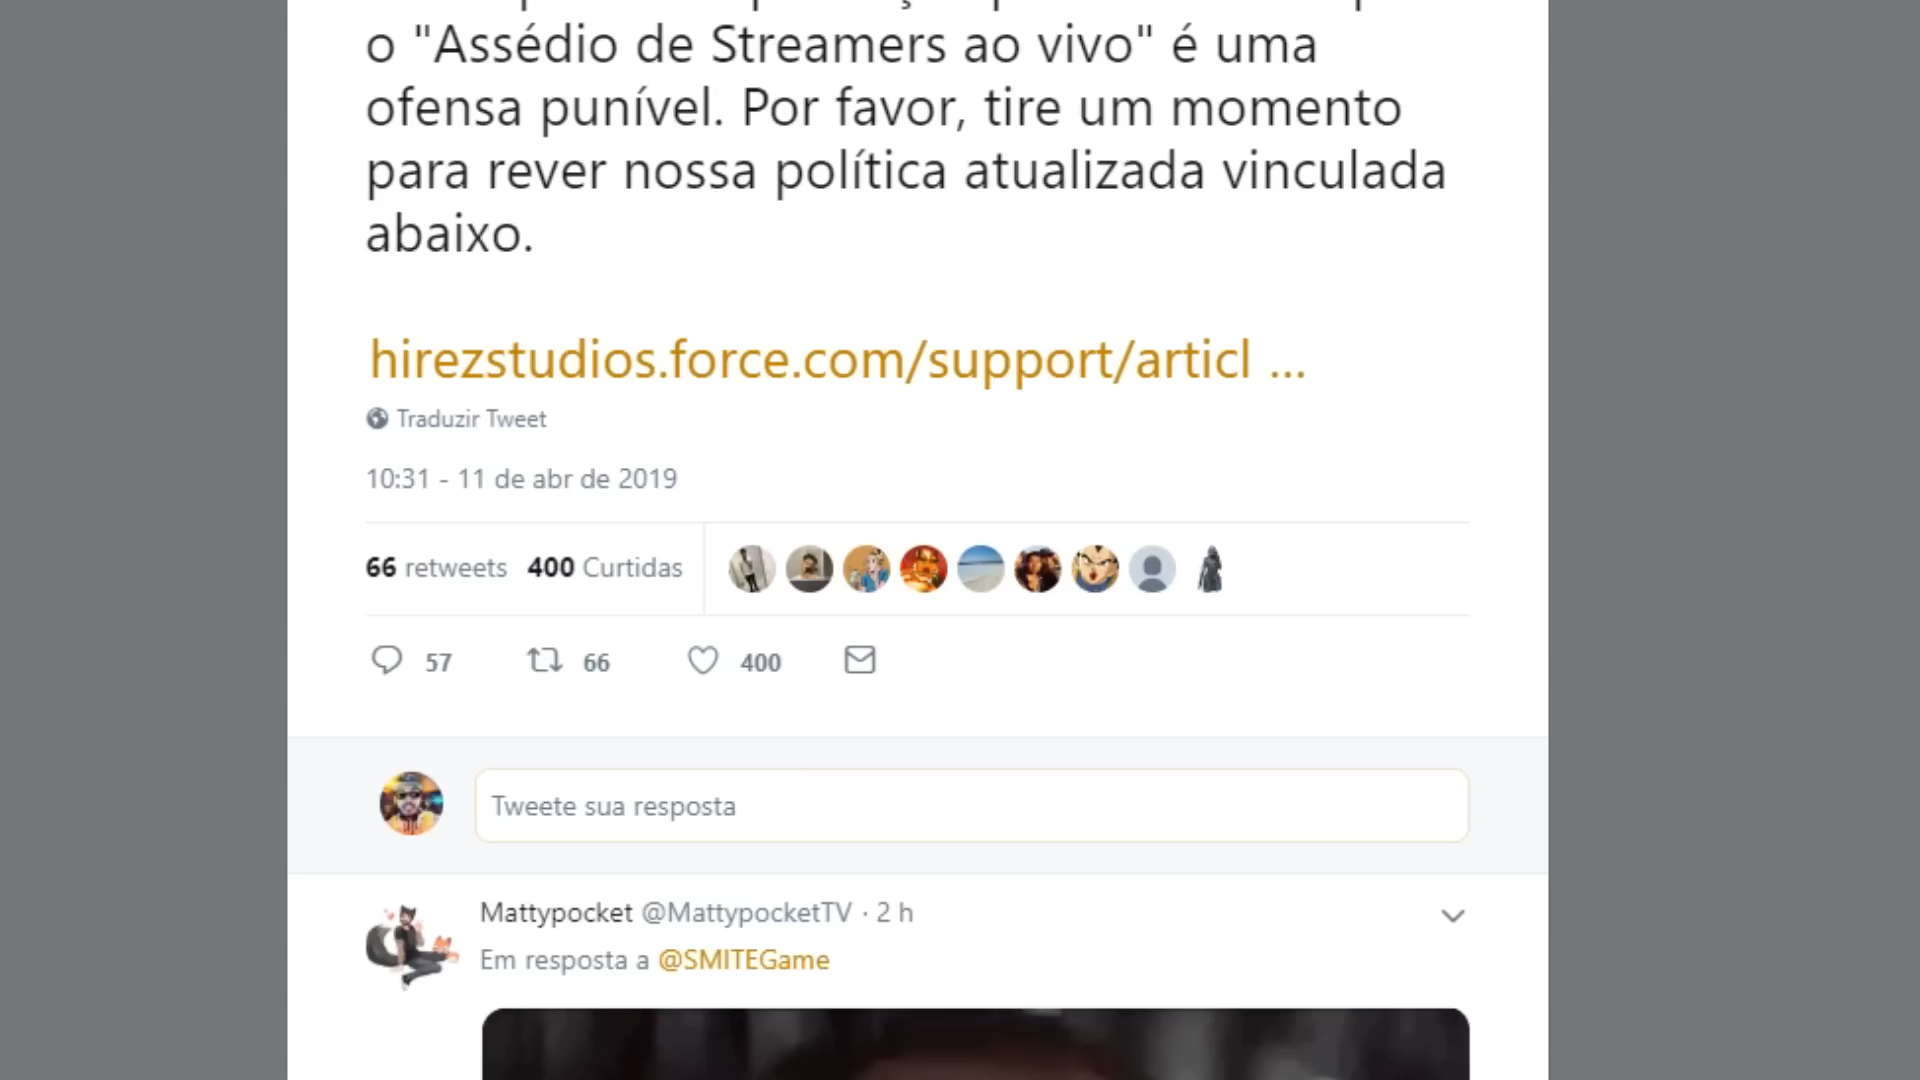 o "Assédio de Streamers ao vivo" é uma
ofensa punível. Por favor, tire um momento
para rever nossa política atualizada vinculada
abaixo.
hirezstudios.force.com/support/articl ...
Traduzir Tweet
10:31 - 11 de abr de 2019
66 retweets 400 Curtidas
57 66 400
Tweete sua resposta
Mattypocket @MattypocketTV · 2 h
Em resposta a @SMITEGame